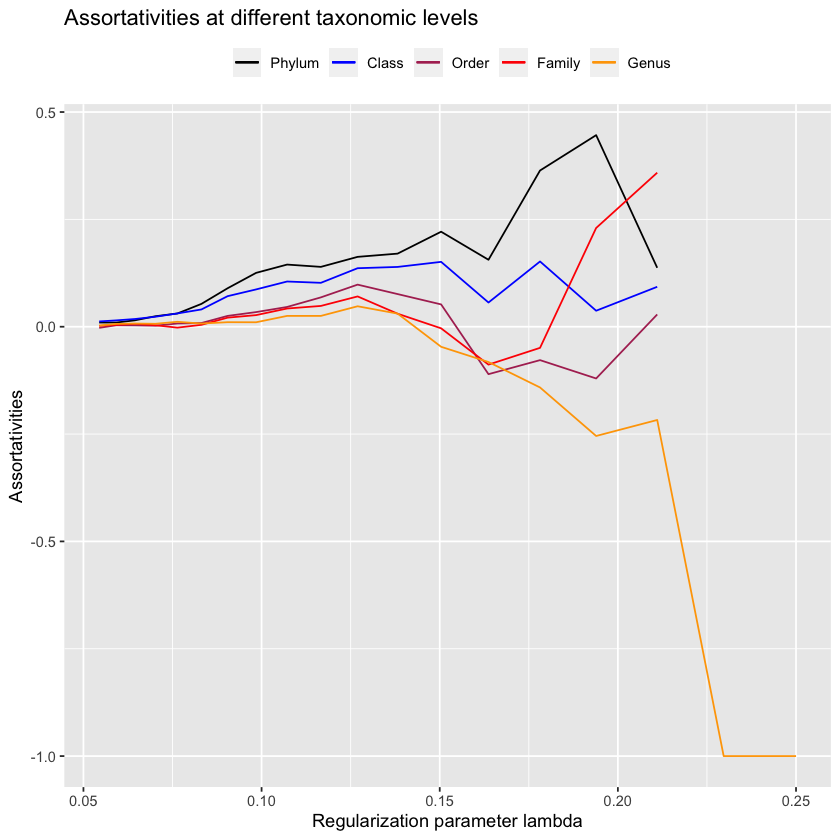 Assortativities at different taxonomic levels
Phylum Class Order Family Genus
Assortativities
0.5
0.0
-0.5
-1.0
0.05 0.10 0.15 0.20 0.25
Regularization parameter lambda